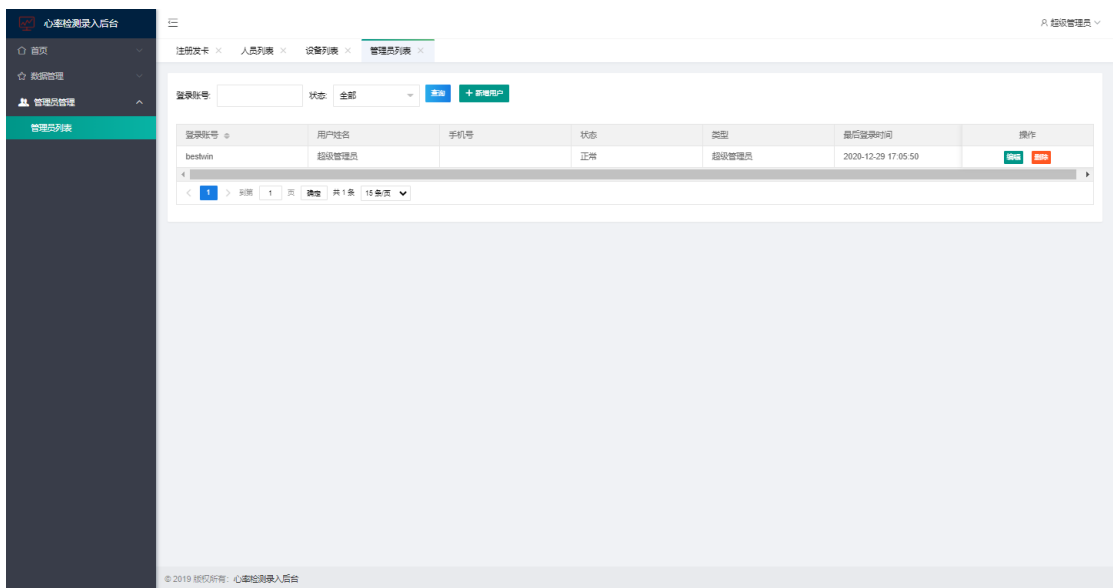 心率检测录入后台
超级管理员
首页
数据管理
管理员管理
管理员列表
注册发卡 人员列表 设备列表 管理员列表
登录账号: 状态: 全部 查询 新增用户
登录账号 用户姓名 手机号 状态 类型 最后登录时间 操作
bestwin 超级管理员 正常 超级管理员 2020-12-29 17:05:50 编辑 删除
1 到第 1 页 确定 共 1 条 15 条/页
© 2019 版权所有: 心率检测录入后台